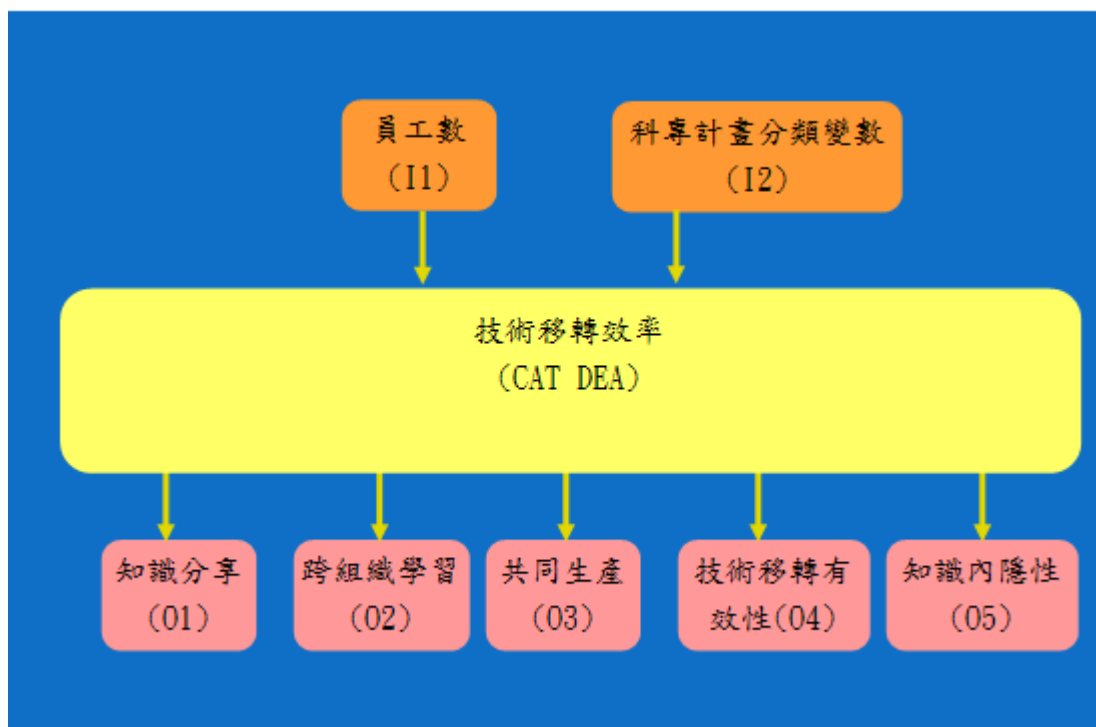 員工數
(I1)
科專計畫分類變數
(I2)
技術移轉效率
(CAT DEA)
知識分享
(O1)
跨組織學習
(O2)
共同生產
(O3)
技術移轉有
效性(O4)
知識內隱性
(O5)